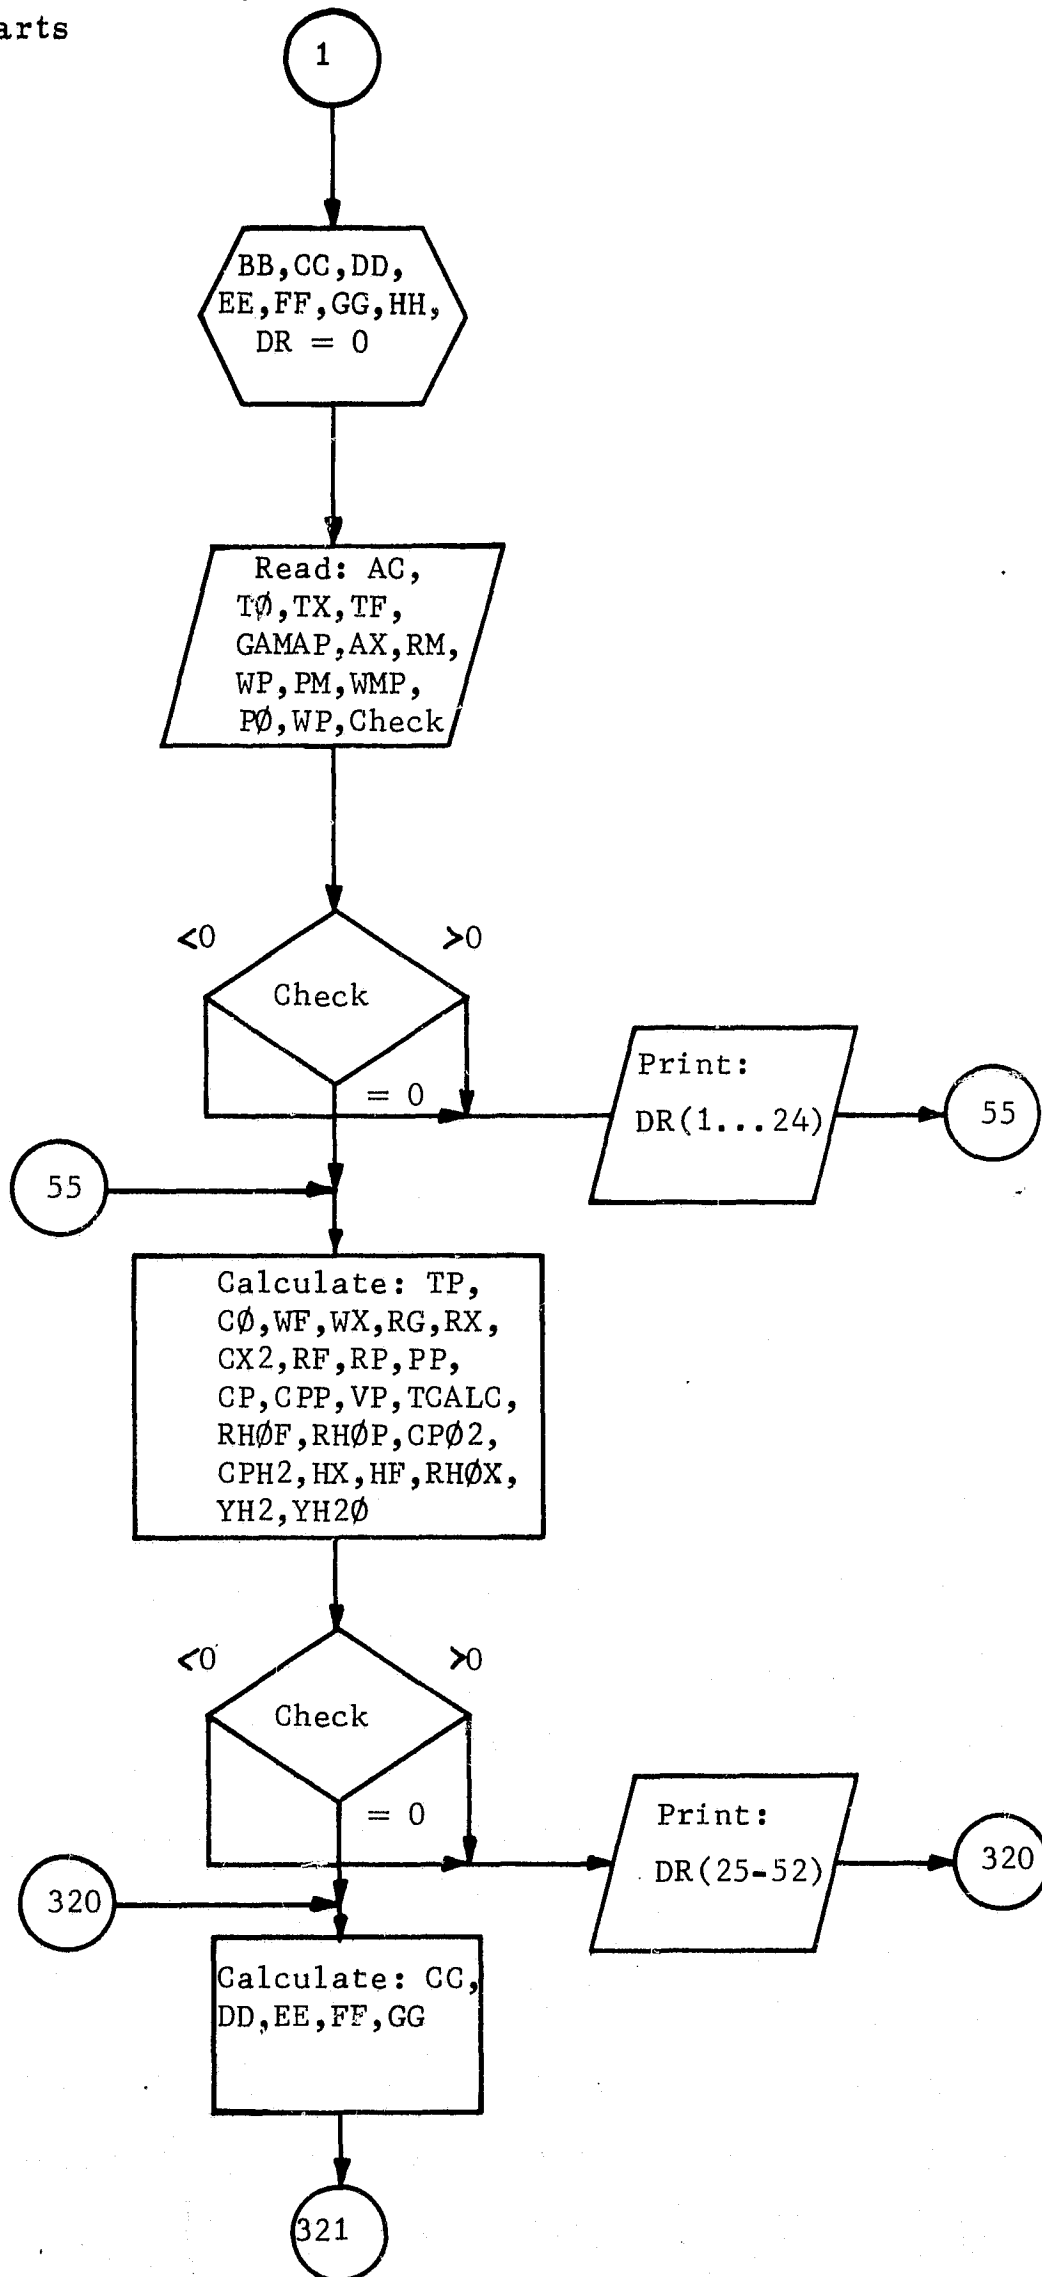 arts
1
BB,CC,DD,
EE,FF,GG,HH,
DR = 0
Read: AC,
TØ,TX,TF,
GAMAP,AX,RM,
WP,PM,WMP,
PØ,WP,Check
<0
>0
Check
= 0
Print:
DR(1...24)
55
55
Calculate: TP,
CØ,WF,WX,RG,RX,
CX2,RF,RP,PP,
CP,CPP,VP,TCALC,
RHØF,RHØP,CPØ2,
CPH2,HX,HF,RHØX,
YH2,YH2Ø
<0
>0
Check
= 0
Print:
DR(25-52)
320
320
Calculate: CC,
DD,EE,FF,GG
321